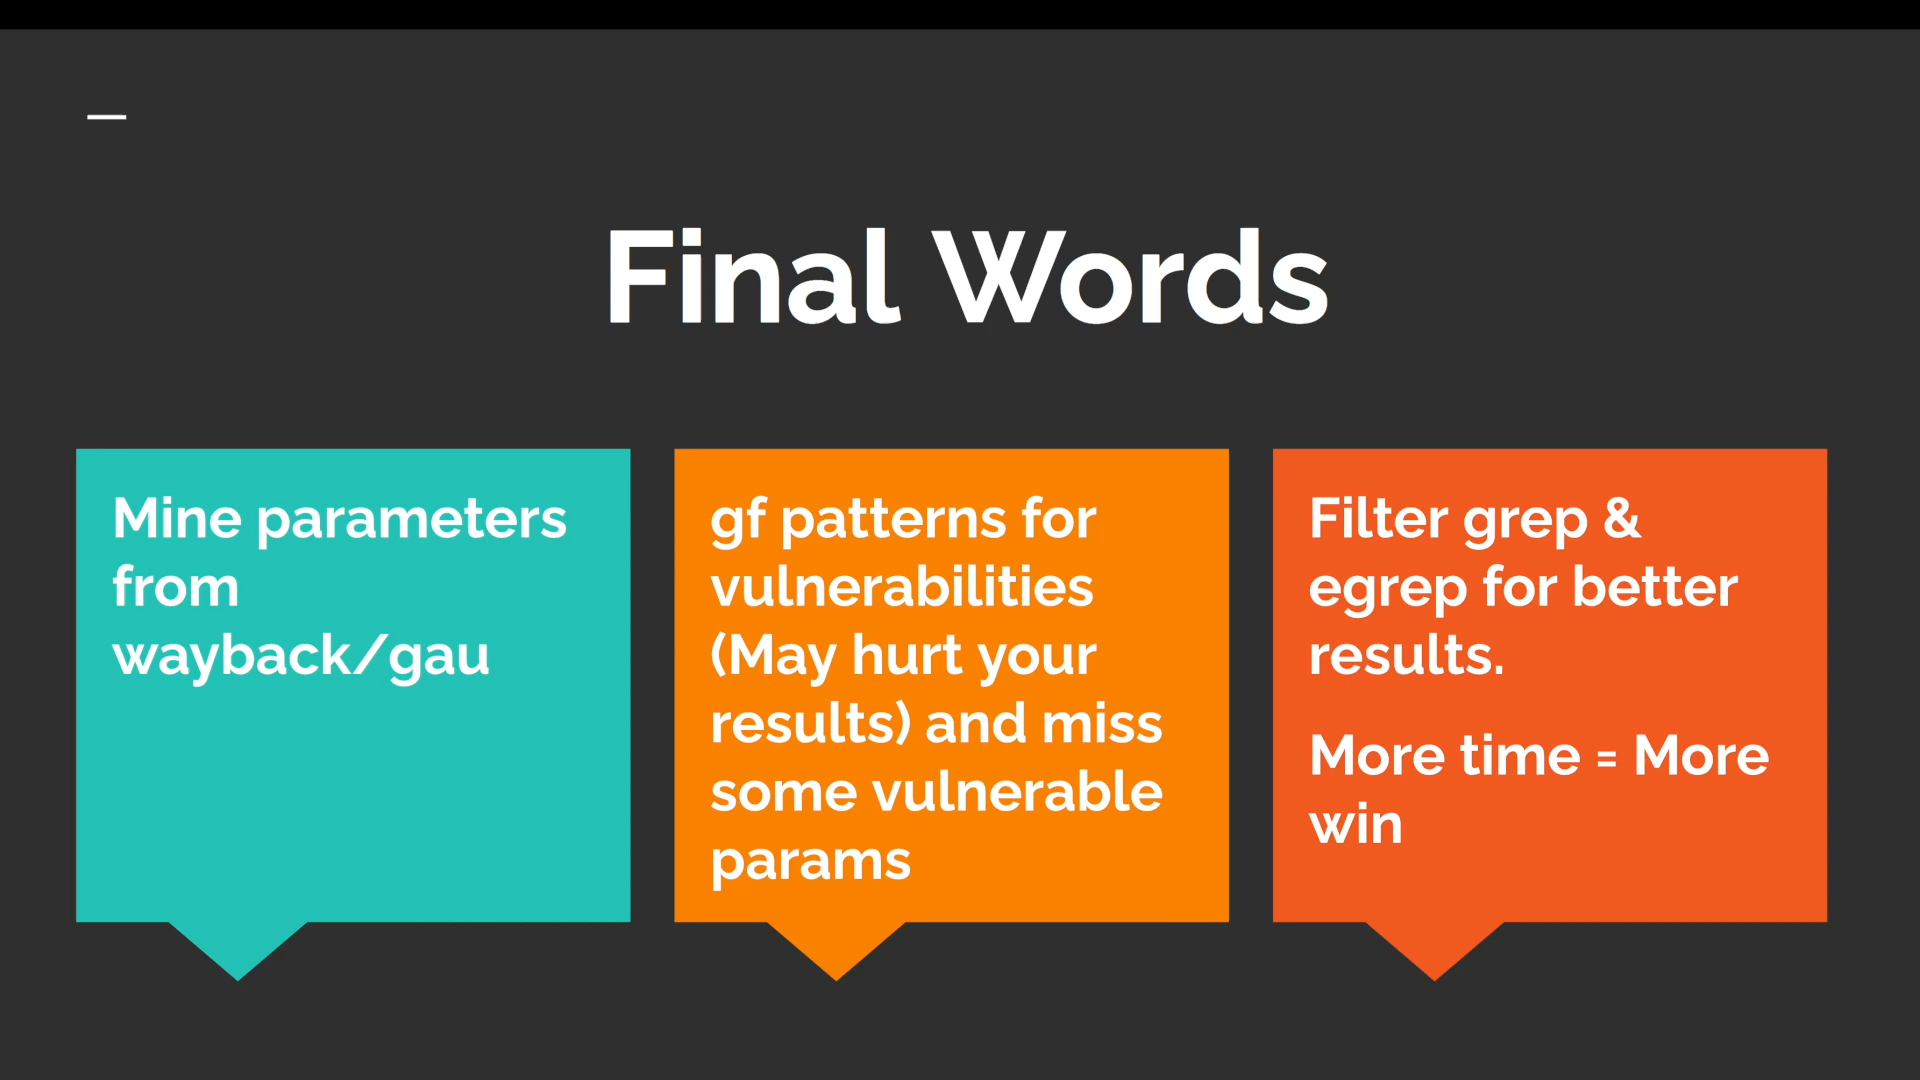 Final Words
Mine parameters
from
wayback/gau
gf patterns for
vulnerabilities
(May hurt your
results) and miss
some vulnerable
params
Filter grep &
egrep for better
results.
More time = More
win